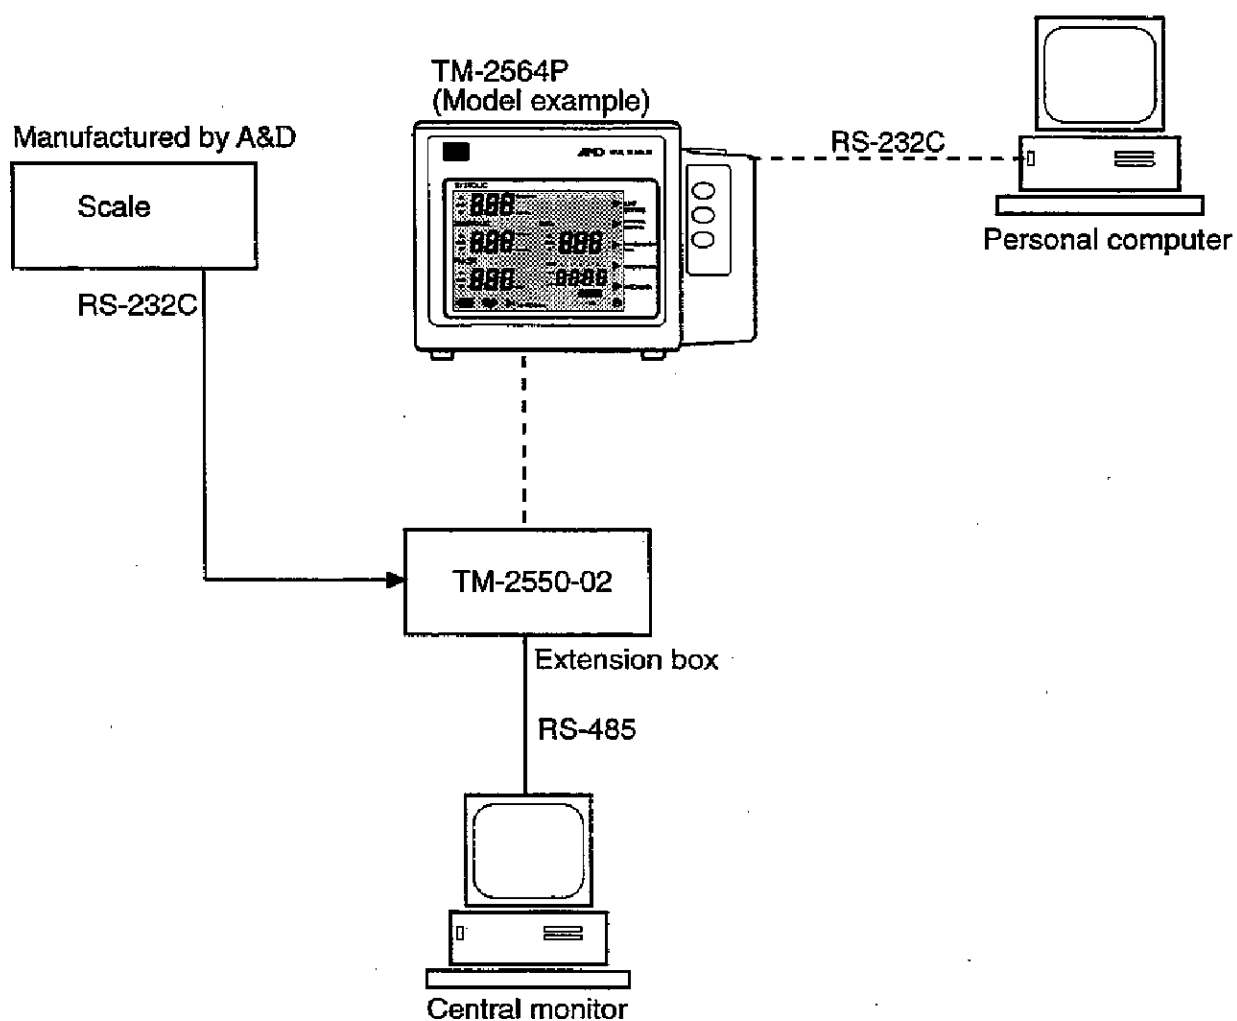 TM-2564P
(Model example)
Manufactured by A&D
RS-232C
Scale
Personal computer
RS-232C
TM-2550-02
Extension box
RS-485
Central monitor